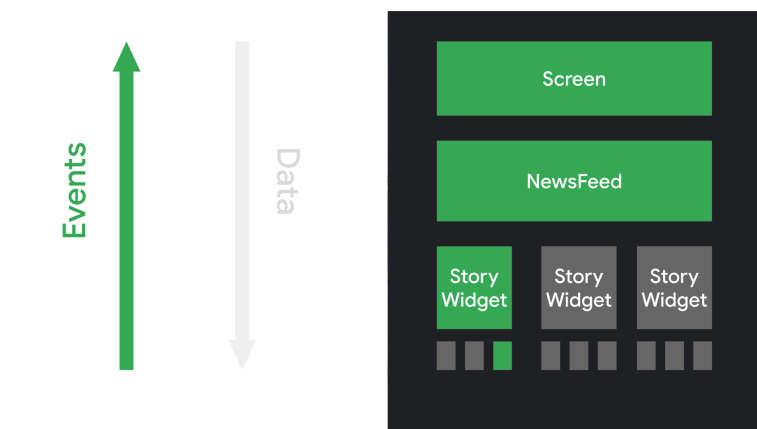 Events
Data
Screen
NewsFeed
Story
Widget
Story
Widget
Story
Widget